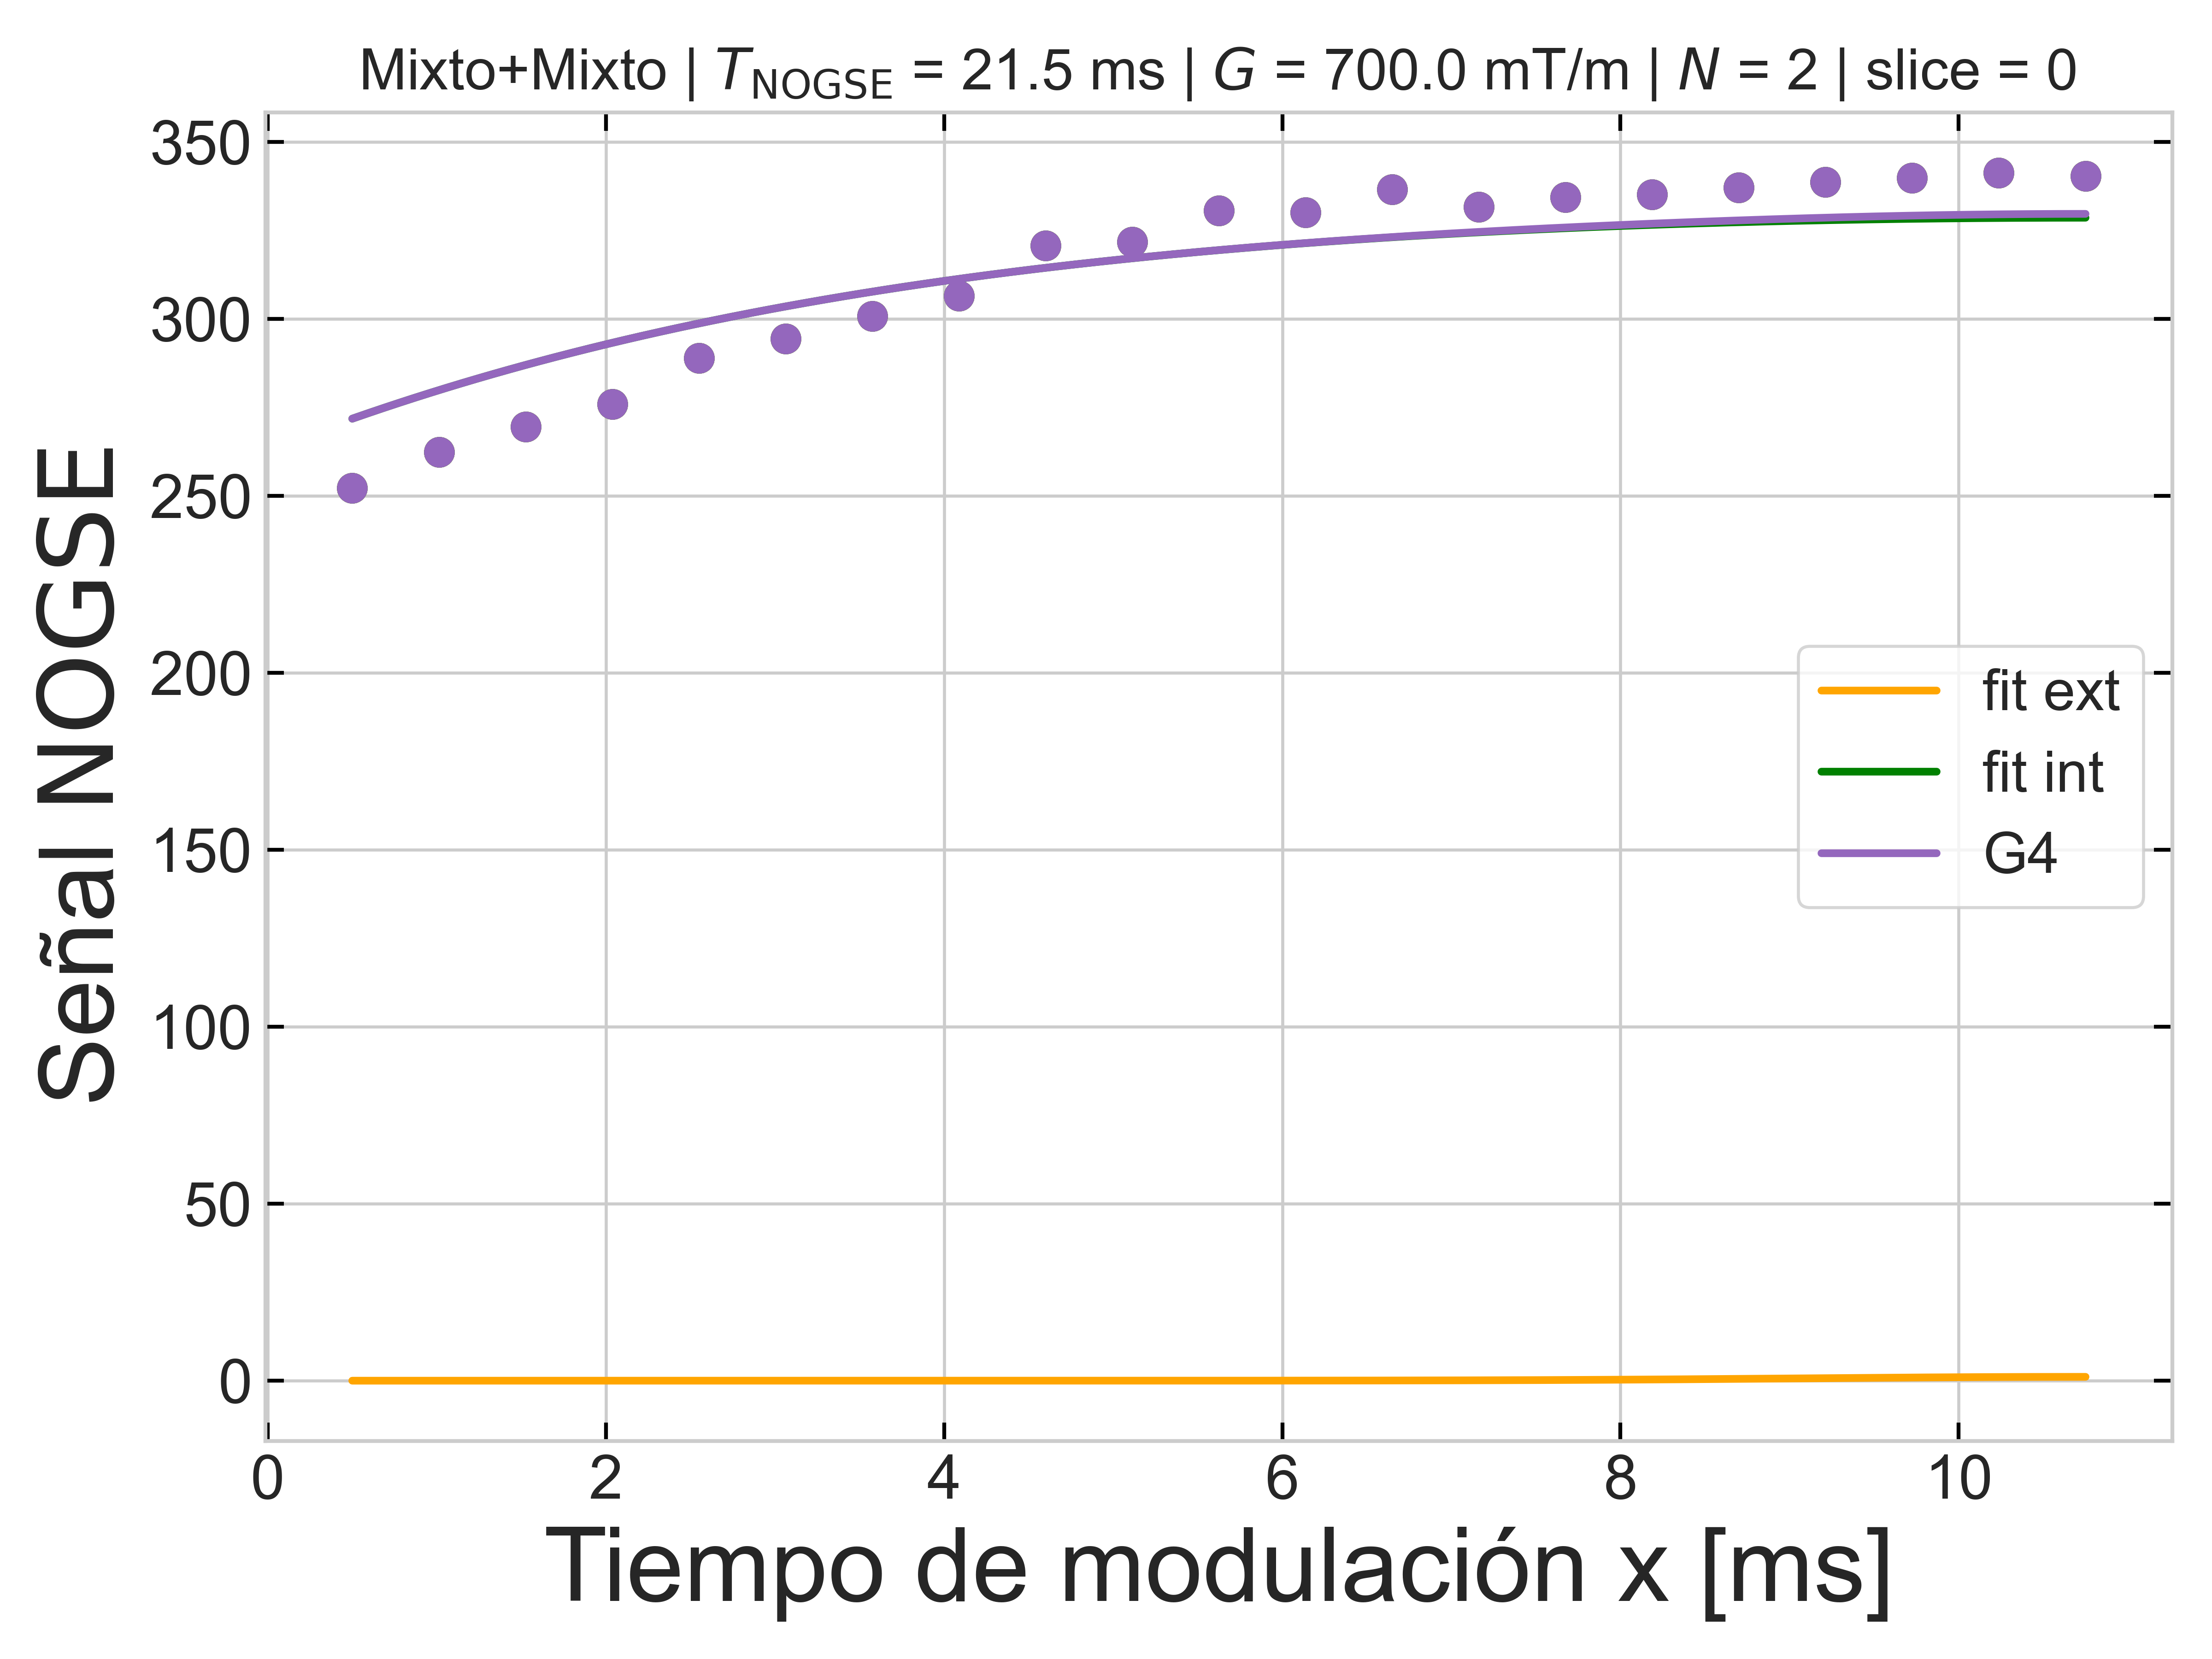 Mixto+Mixto | T_NOGSE = 21.5 ms | G = 700.0 mT/m | N = 2 | slice = 0
350
300
250
200
150
100
50
0
Señal NOGSE
fit ext
fit int
G4
0 2 4 6 8 10
Tiempo de modulación x [ms]